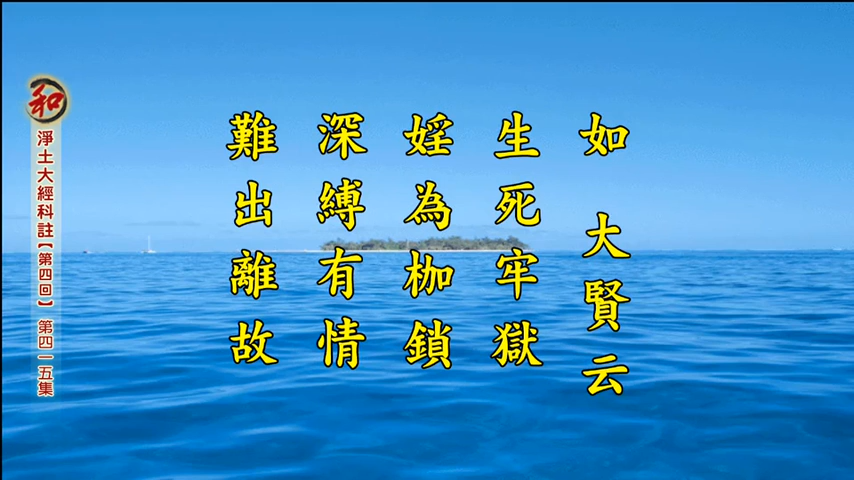 如 大賢云
生死牢獄
婬為枷鎖
深縛有情
難出離故
和
淨土大經科註【第四回】 第四一五集